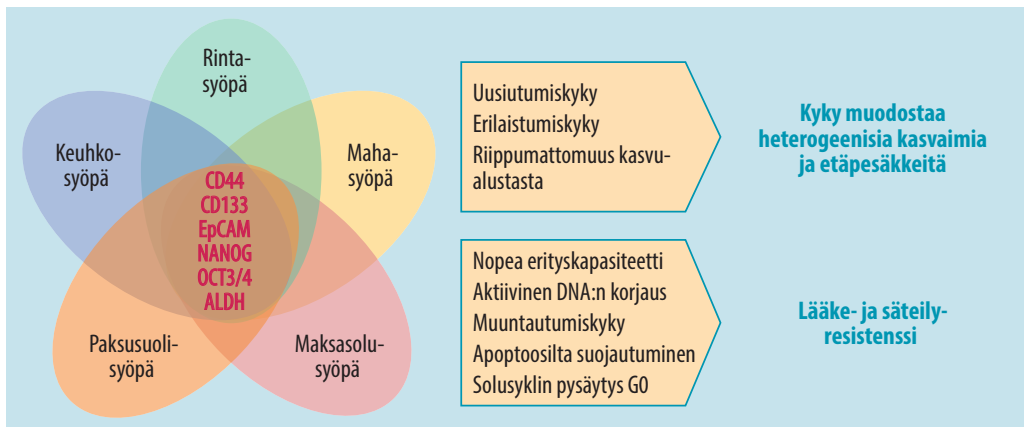 Rinta-
syöpä
Keuhko-
syöpä
Maha-
syöpä
CD44
CD133
EpCAM
NANOG
OCT3/4
ALDH
Paksusuoli-
syöpä
Maksasolu-
syöpä
Uusiutumiskyky
Erilaistumiskyky
Riippumattomuus kasvu-
alustasta
Kyky muodostaa
heterogeenisia kasvaimia
ja etäpesäkkeitä
Nopea erityskapasiteetti
Aktiivinen DNA:n korjaus
Muuntautumiskyky
Apoptoosilta suojautuminen
Solusyklin pysäytys G0
Lääke- ja säteily-
resistenssi